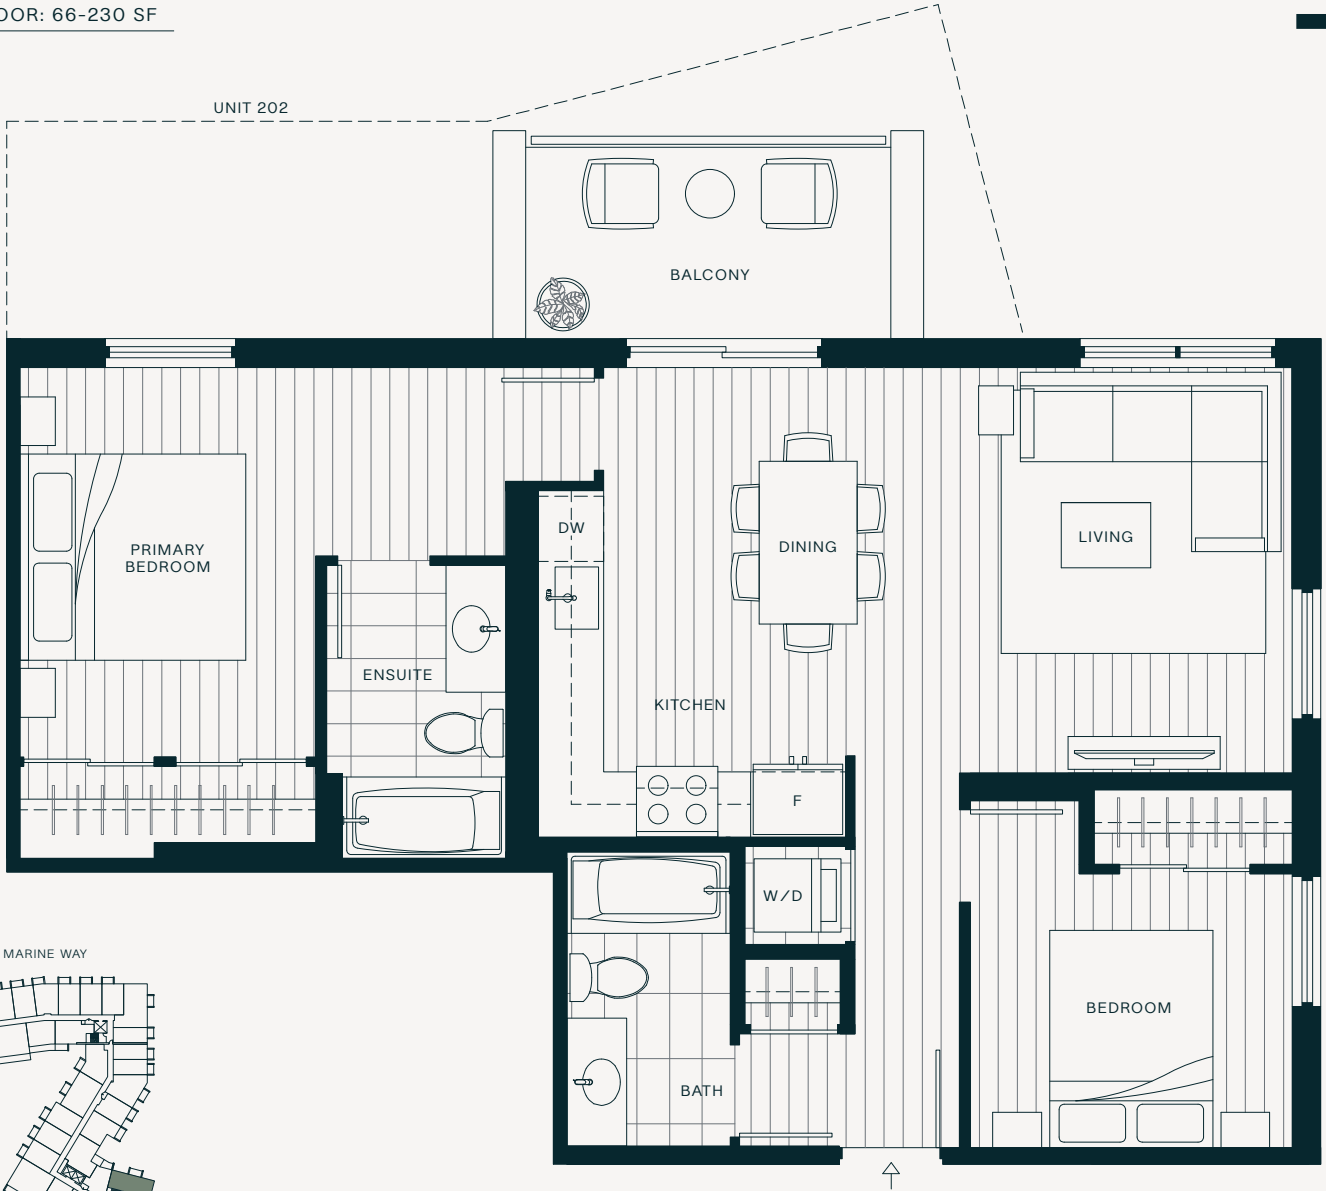 OOR: 66-230 SF
UNIT 202
BALCONY
DW
DINING
LIVING
PRIMARY
BEDROOM
ENSUITE
KITCHEN
F
W/D
MARINE WAY
BEDROOM
BATH